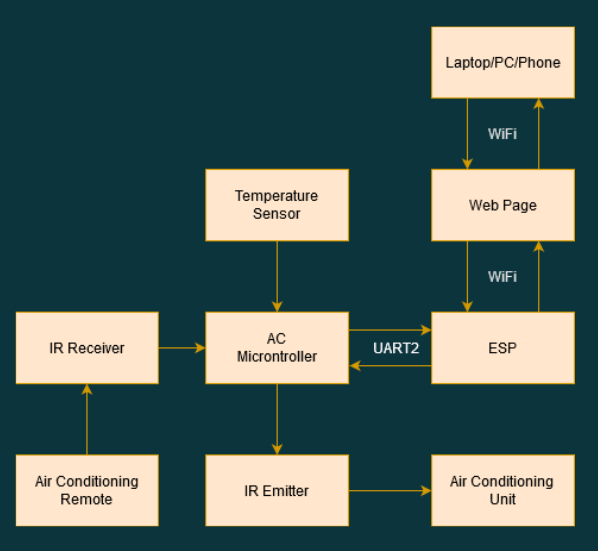 Laptop/PC/Phone
WiFi
Temperature
Sensor
Web Page
WiFi
IR Receiver
AC
Microntroller
UART2
ESP
Air Conditioning
Remote
IR Emitter
Air Conditioning
Unit